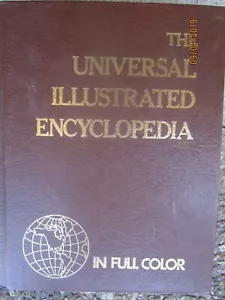 THE
UNIVERSAL
ILLUSTRATED
ENCYCLOPEDIA
IN FULL COLOR